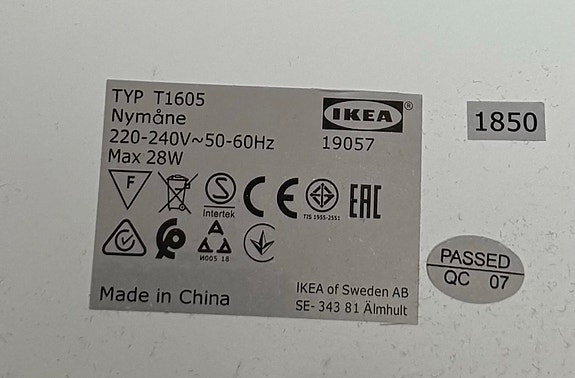 TYP T1605
Nymåne
220-240V~50-60Hz
Max 28W
IKEA®
19057
1850
F
S
Intertek
CE
TIS 1955-2551
EAC
И005 18
Made in China
IKEA of Sweden AB
SE- 343 81 Älmhult
PASSED
QC 07